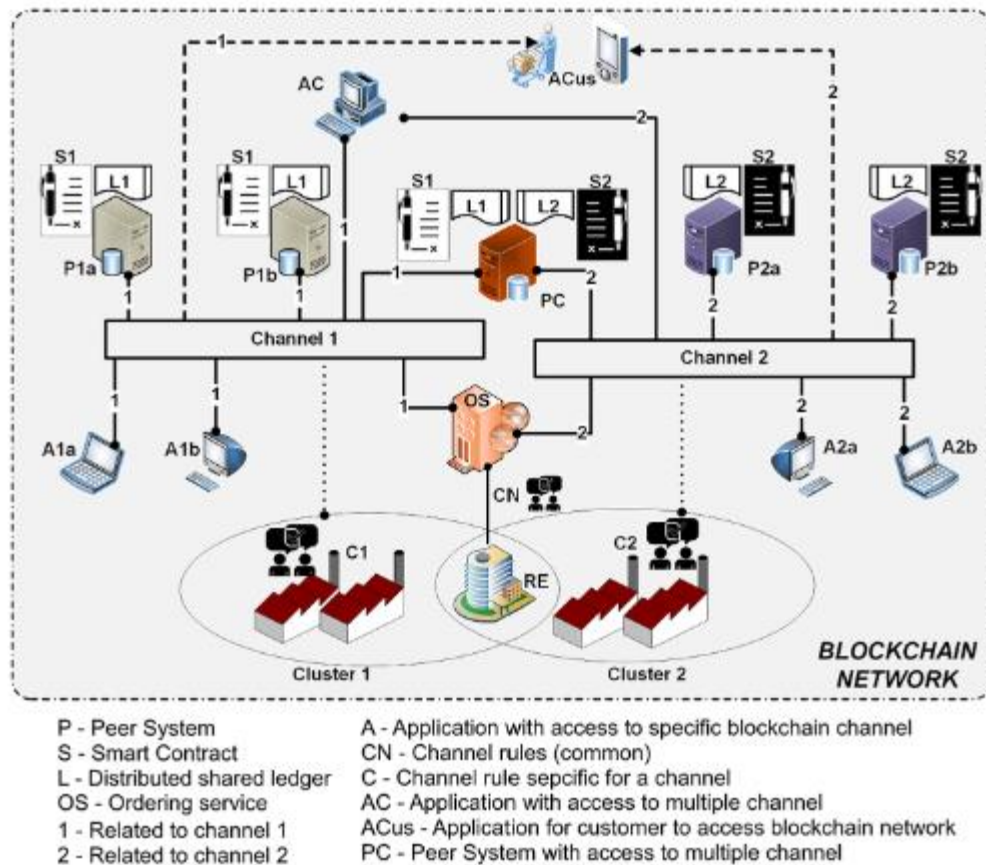 1
ACus
AC
2
2
S1
L1
S1
L1
S1
L1
L2
S2
L2
S2
L2
S2
1
P1a
P1b
1
PC
2
P2a
P2b
1
1
2
2
Channel 1
Channel 2
1
1
1
OS
2
2
2
A1a
A1b
A2a
A2b
CN
C1
C2
RE
Cluster 1
Cluster 2
BLOCKCHAIN
NETWORK
P - Peer System
S - Smart Contract
L - Distributed shared ledger
OS - Ordering service
1 - Related to channel 1
2 - Related to channel 2
A - Application with access to specific blockchain channel
CN - Channel rules (common)
C - Channel rule sepcific for a channel
AC - Application with access to multiple channel
ACus - Application for customer to access blockchain network
PC - Peer System with access to multiple channel